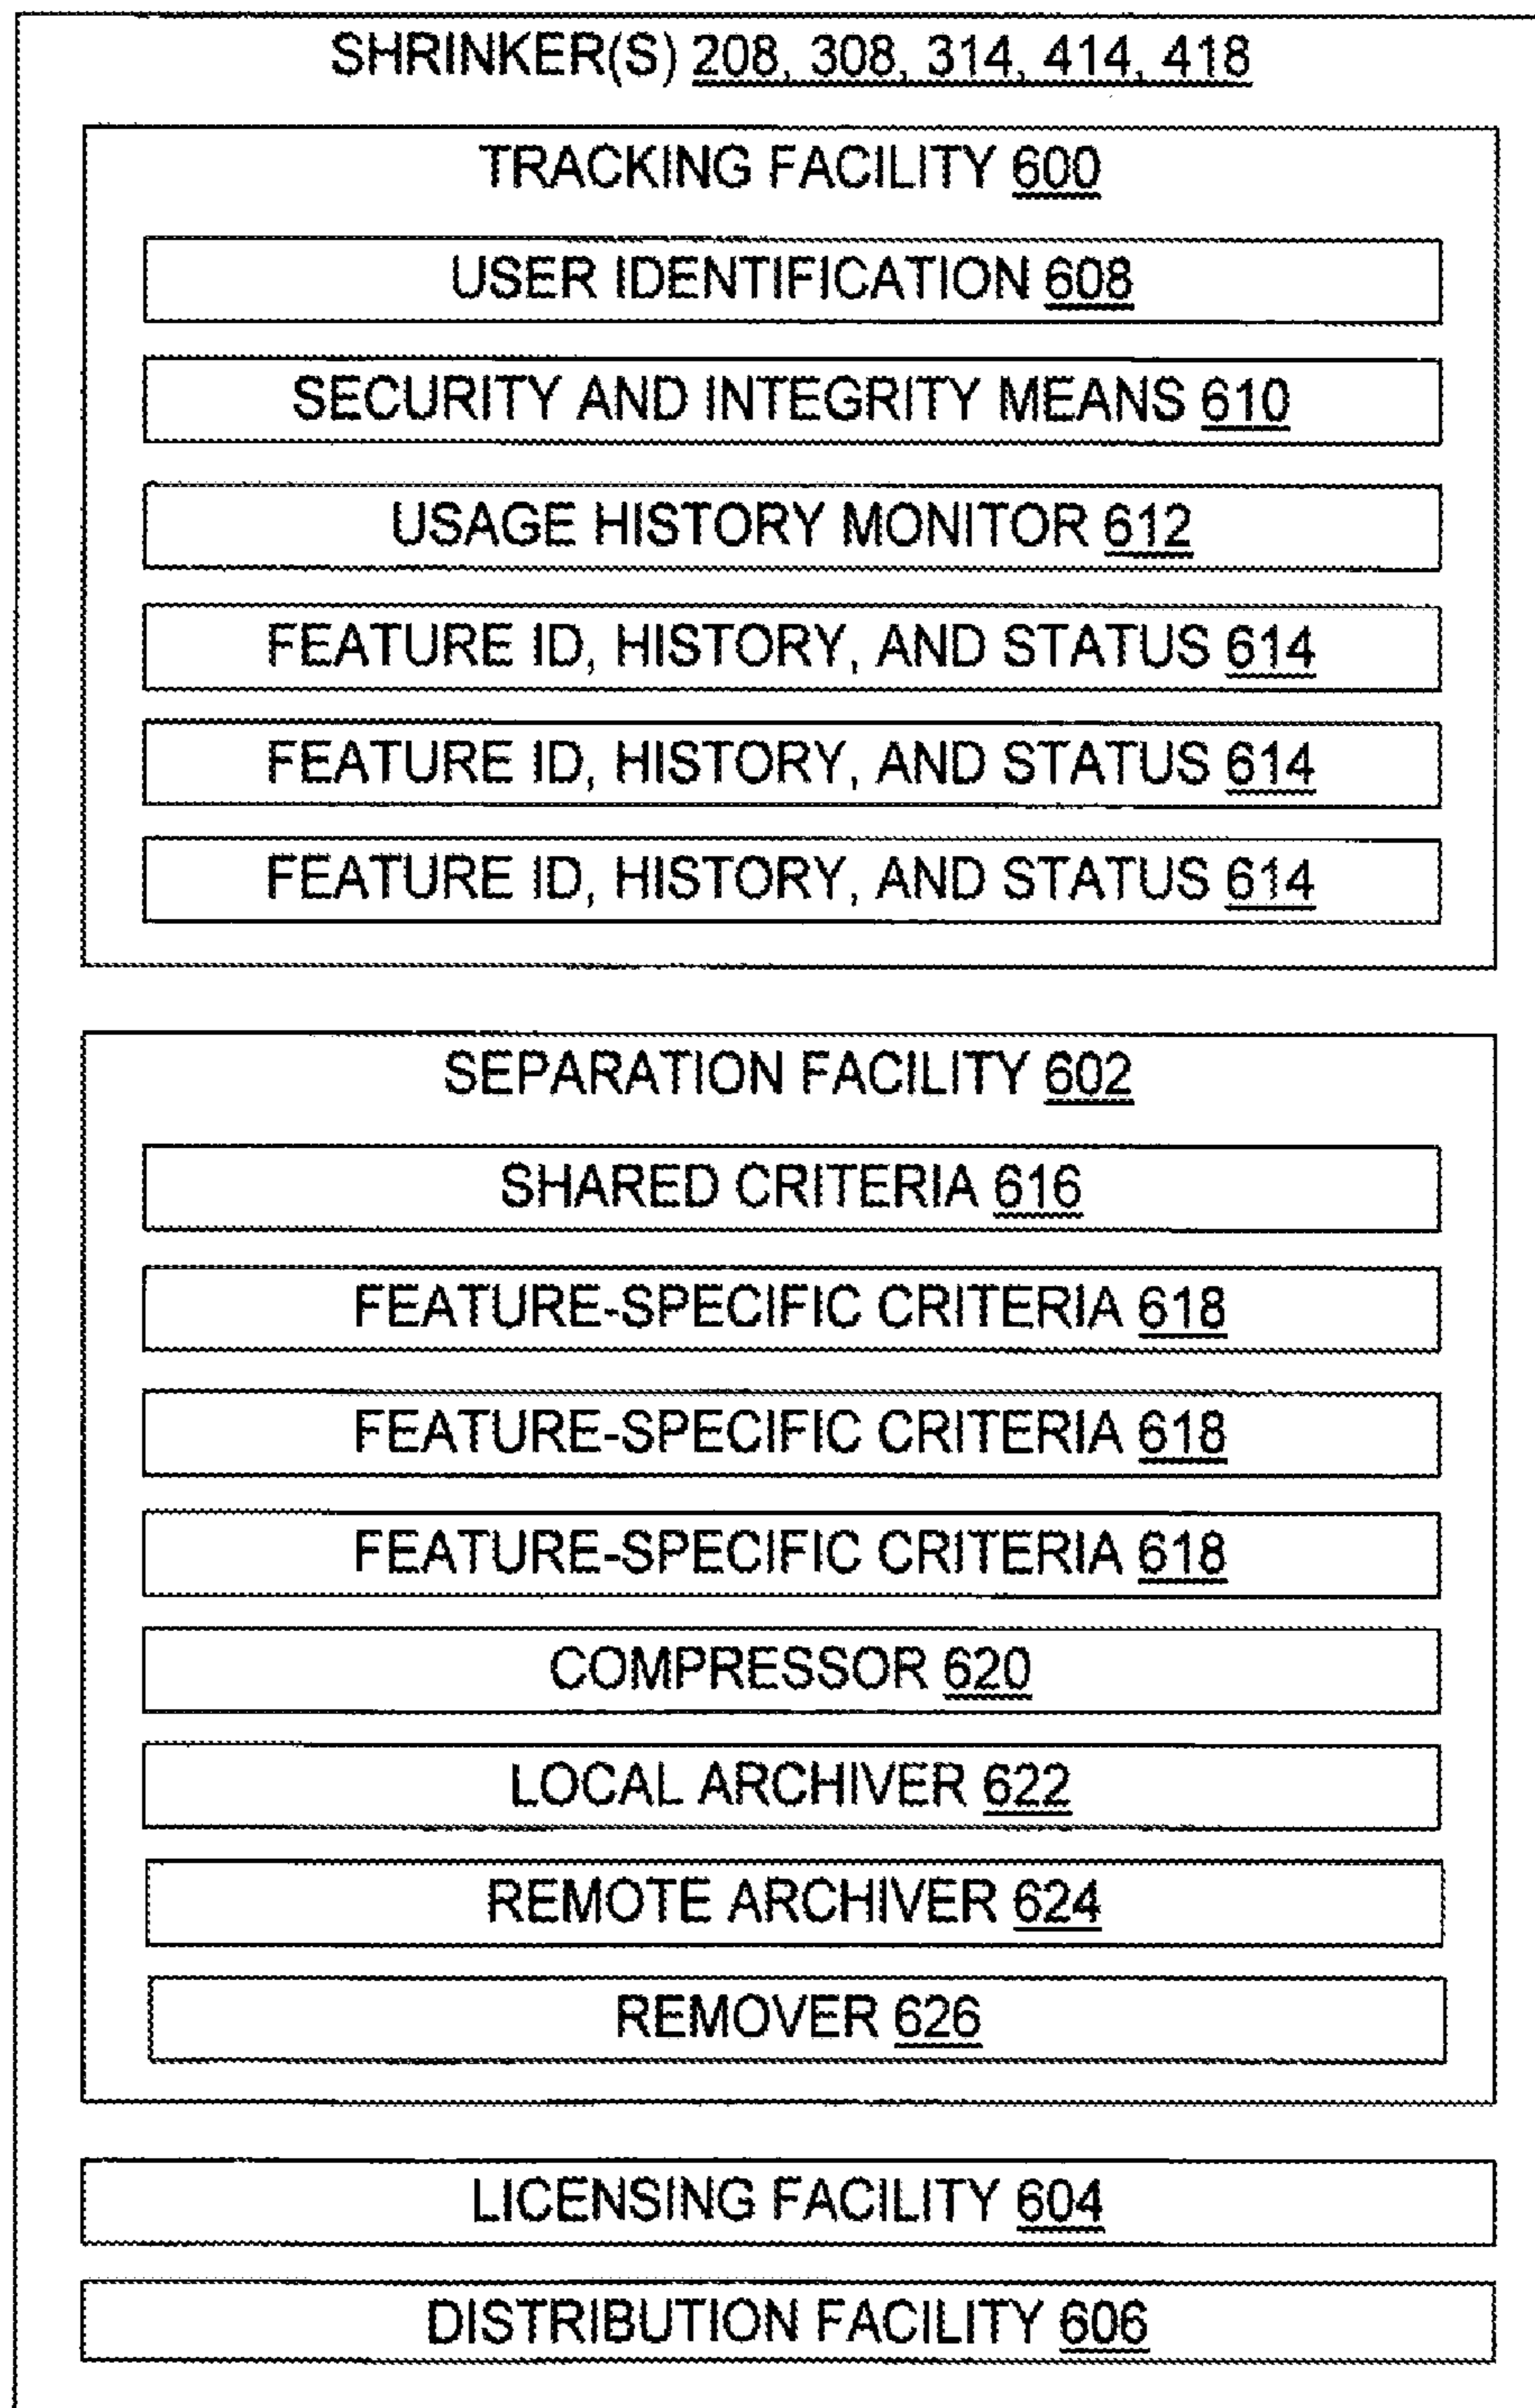 SHRINKER(S) 208, 308, 314, 414, 418
TRACKING FACILITY 600
USER IDENTIFICATION 608
SECURITY AND INTEGRITY MEANS 610
USAGE HISTORY MONITOR 612
FEATURE ID, HISTORY, AND STATUS 614
FEATURE ID, HISTORY, AND STATUS 614
FEATURE ID, HISTORY, AND STATUS 614
SEPARATION FACILITY 602
SHARED CRITERIA 616
FEATURE-SPECIFIC CRITERIA 618
FEATURE-SPECIFIC CRITERIA 618
FEATURE-SPECIFIC CRITERIA 618
COMPRESSOR 620
LOCAL ARCHIVER 622
REMOTE ARCHIVER 624
REMOVER 626
LICENSING FACILITY 604
DISTRIBUTION FACILITY 606